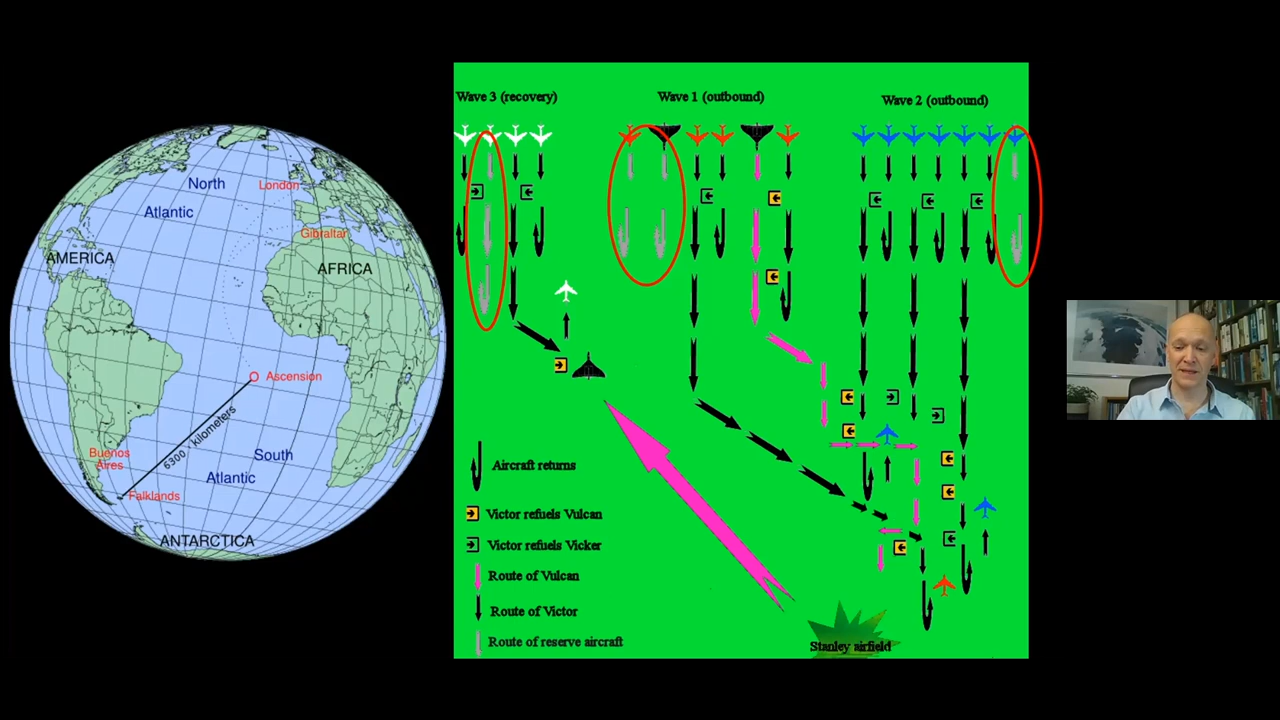 North
London
Atlantic
Gibraltar
AMERICA
AFRICA
Ascension
6300 kilometers
Buenos
Aires
South
Atlantic
Falklands
ANTARCTICA
Wave 3 (recovery)
Wave 1 (outbound)
Wave 2 (outbound)
Aircraft returns
Victor refuels Vulcan
Victor refuels Vicker
Route of Vulcan
Route of Victor
Route of reserve aircraft
Stanley airfield